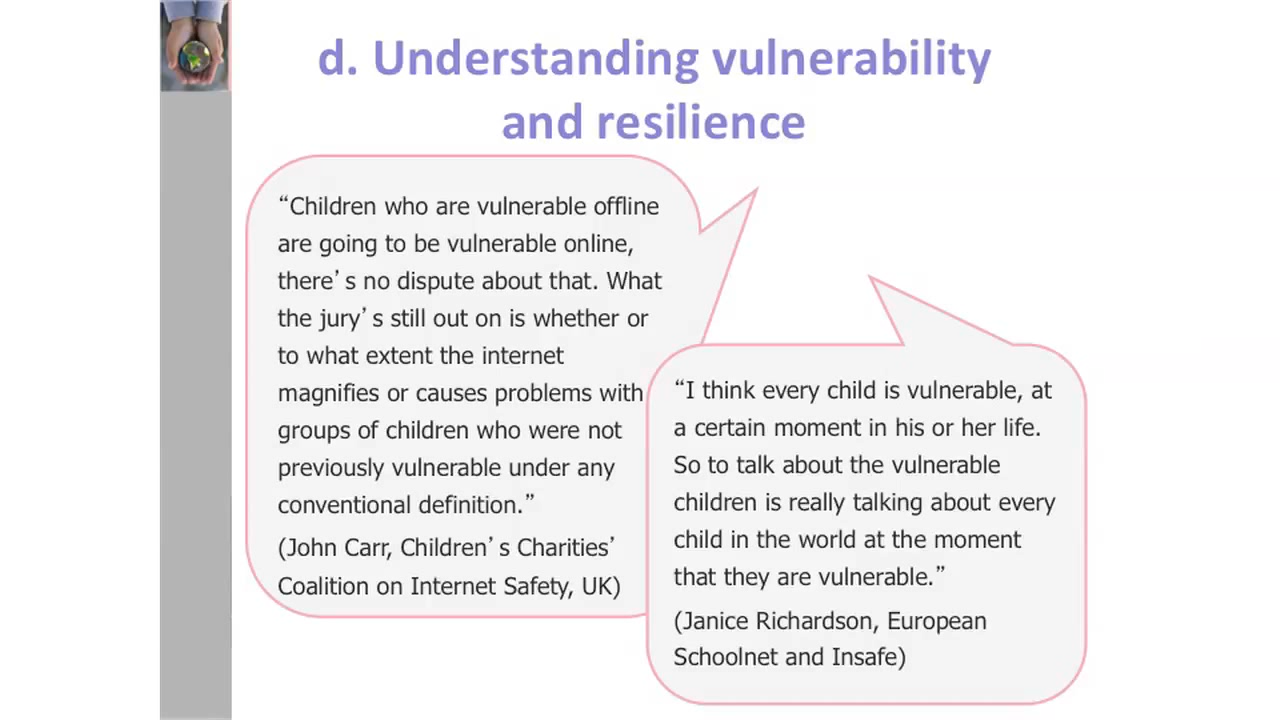 d. Understanding vulnerability
and resilience
“Children who are vulnerable offline
are going to be vulnerable online,
there’s no dispute about that. What
the jury’s still out on is whether or
to what extent the internet
magnifies or causes problems with
groups of children who were not
previously vulnerable under any
conventional definition.”
(John Carr, Children’s Charities’
Coalition on Internet Safety, UK)
“I think every child is vulnerable, at
a certain moment in his or her life.
So to talk about the vulnerable
children is really talking about every
child in the world at the moment
that they are vulnerable.”
(Janice Richardson, European
Schoolnet and Insafe)